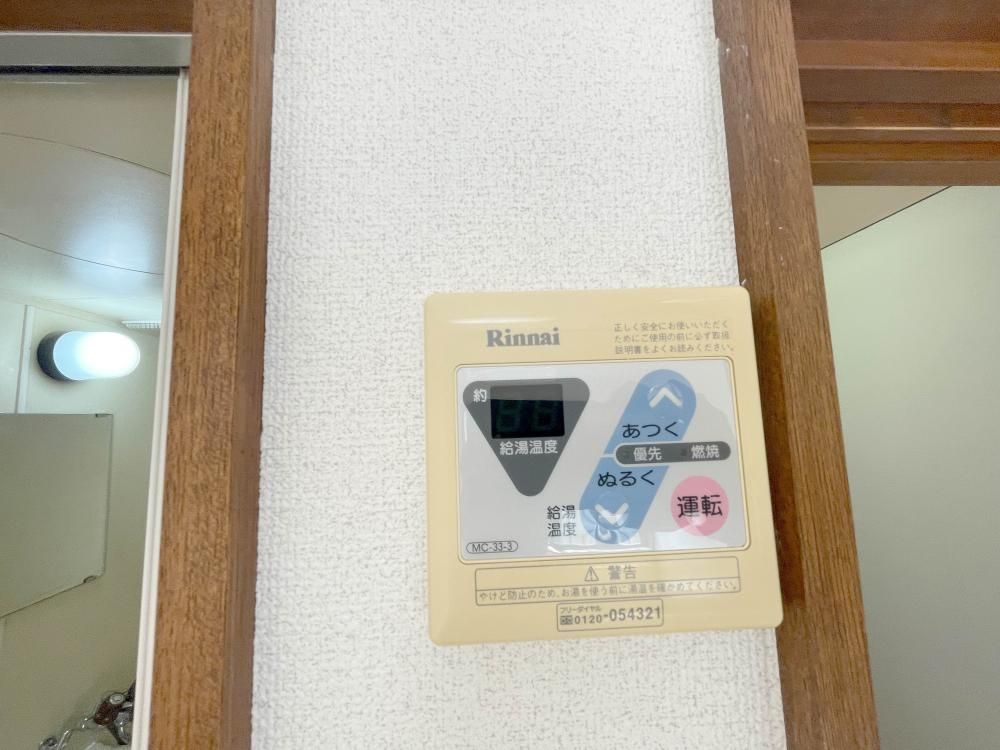 Rinnai
正しく安全にお使いいただく
ためにご使用の前に必ず取扱
説明書をよくお読みください。
約
給湯温度
あつく
優先 燃焼
ぬるく
給湯
温度
運転
MC-33-3
⚠ 警告
やけど防止のため、お湯を使う前に湯温を確かめてください。
フリーダイヤル
0120-054321